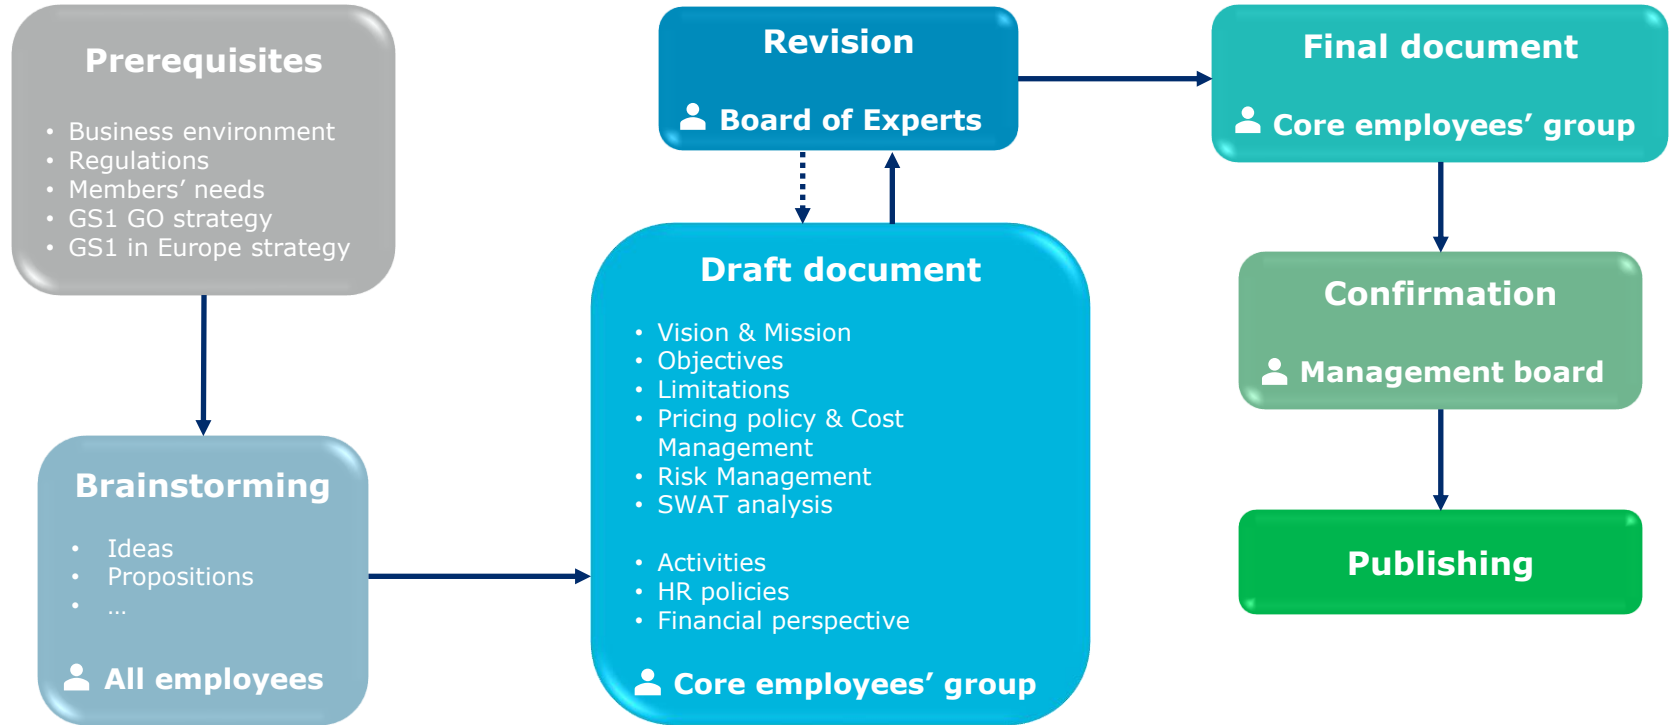 Prerequisites
• Business environment
• Regulations
• Members’ needs
• GS1 GO strategy
• GS1 in Europe strategy
Brainstorming
• Ideas
• Propositions
• …
All employees
Draft document
• Vision & Mission
• Objectives
• Limitations
• Pricing policy & Cost
Management
• Risk Management
• SWAT analysis
• Activities
• HR policies
• Financial perspective
Core employees’ group
Revision
Board of Experts
Final document
Core employees’ group
Confirmation
Management board
Publishing